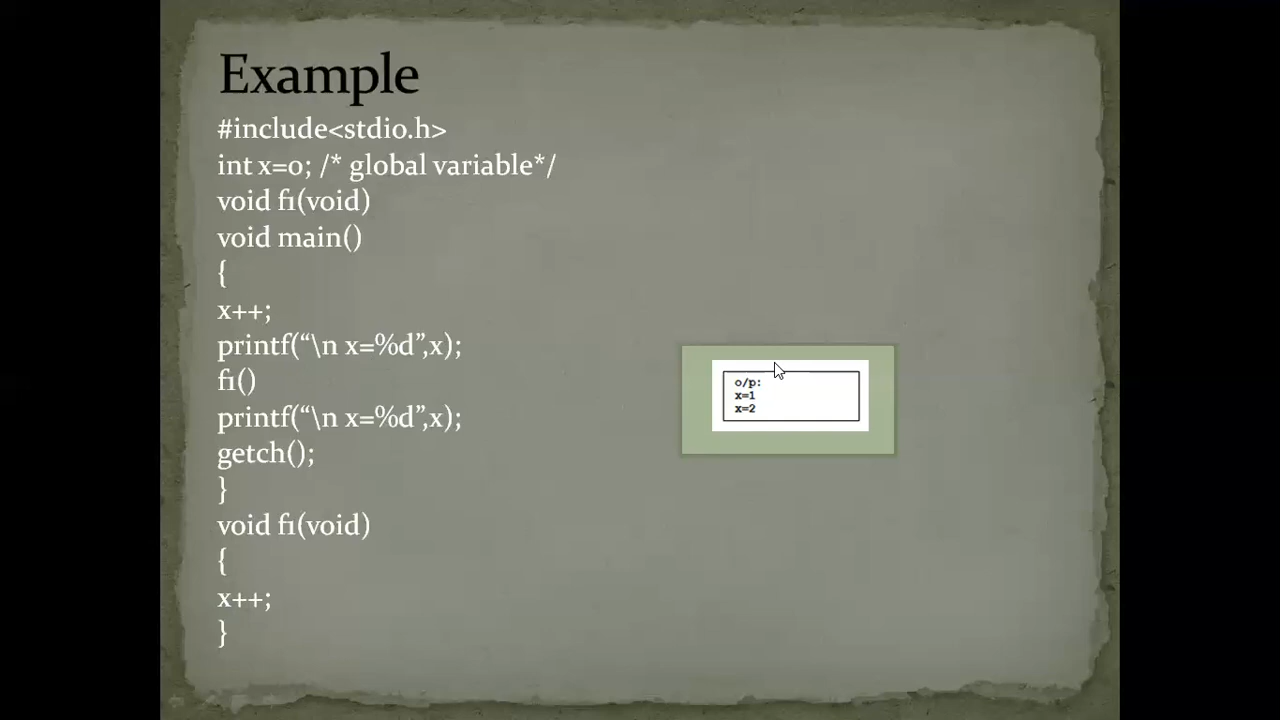 Example
#include<stdio.h>
int x=0; /* global variable*/
void f1(void)
void main()
{
x++;
printf(“\n x=%d”,x);
f1()
printf(“\n x=%d”,x);
getch();
}
void f1(void)
{
x++;
}
o/p:
x=1
x=2